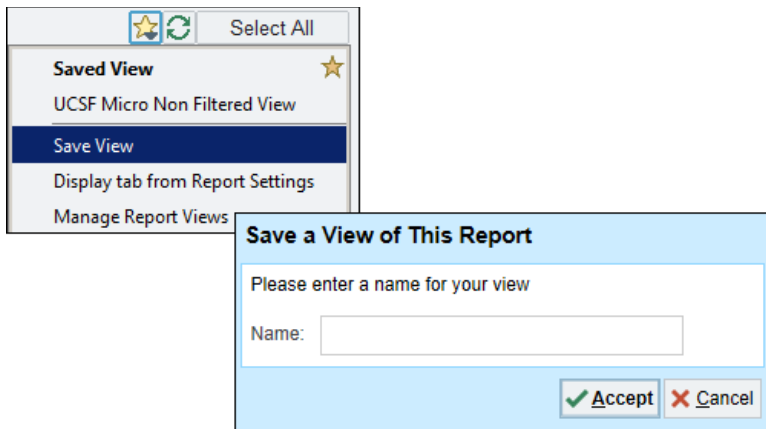 Select All
Saved View
UCSF Micro Non Filtered View
Save View
Display tab from Report Settings
Manage Report Views
Save a View of This Report
Please enter a name for your view
Name:
Accept Cancel